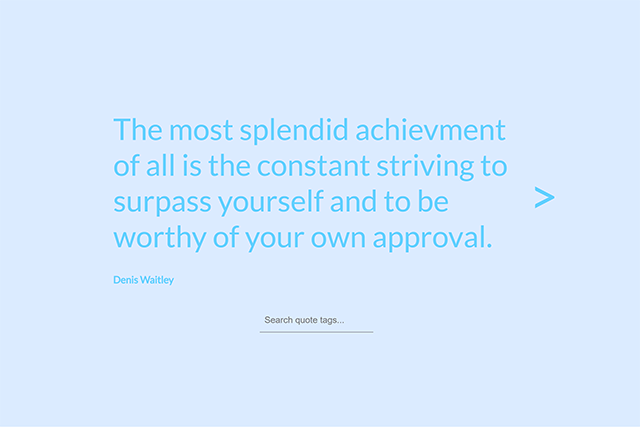 The most splendid achievment
of all is the constant striving to
surpass yourself and to be
worthy of your own approval.
>
Denis Waitley
Search quote tags...